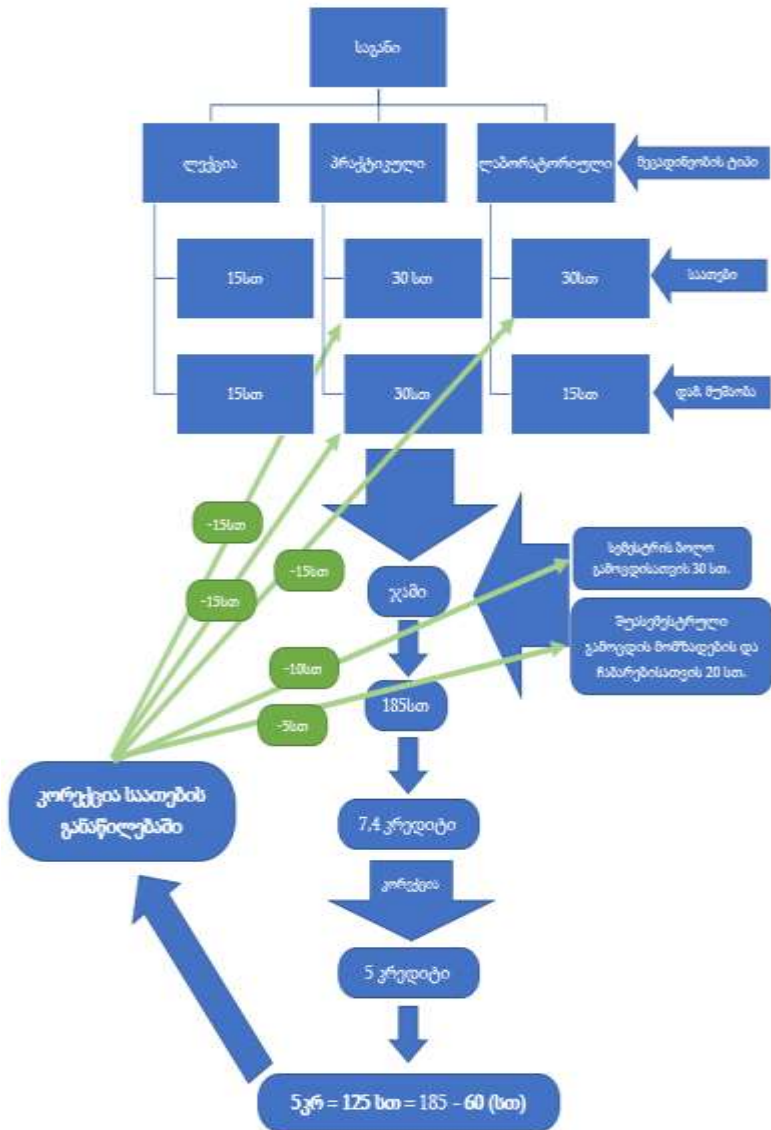 საგანი
ლექცია
პრაქტიკული
ლაბორატორიული
მეცადინეობის ტიპი
15სთ
30 სთ
30სთ
საათები
15სთ
30სთ
15სთ
დამ. მუშაობა
-15სთ
-15სთ
-15სთ
-10სთ
-5სთ
ჯამი
სემესტრის ბოლო
გამოცდისათვის 30 სთ.
შუასემესტრული
გამოცდის მომზადების და
ჩაბარებისათვის 20 სთ.
185სთ
კორექცია საათების
განაწილებაში
7,4 კრედიტი
კორექცია
5 კრედიტი
5კრ = 125 სთ = 185 – 60 (სთ)